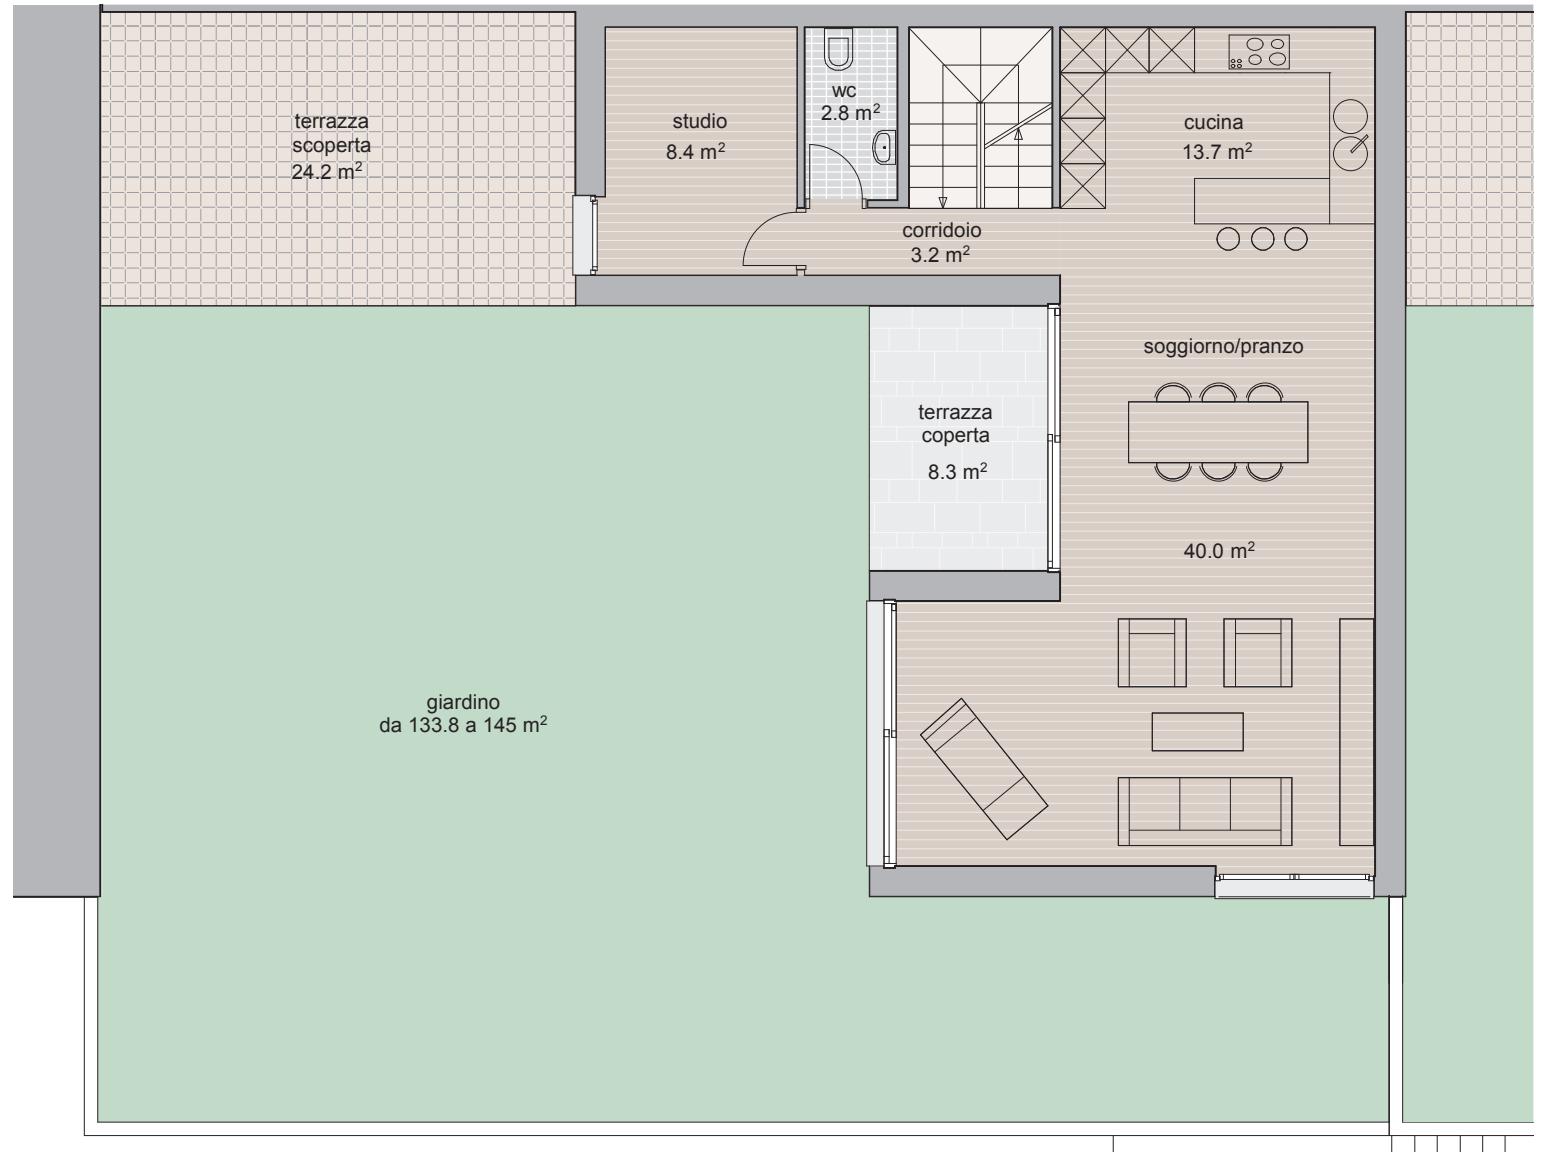 terrazza
scoperta
24.2 m²
studio
8.4 m²
wc
2.8 m²
cucina
13.7 m²
corridoio
3.2 m²
soggiorno/pranzo
40.0 m²
terrazza
coperta
8.3 m²
giardino
da 133.8 a 145 m²